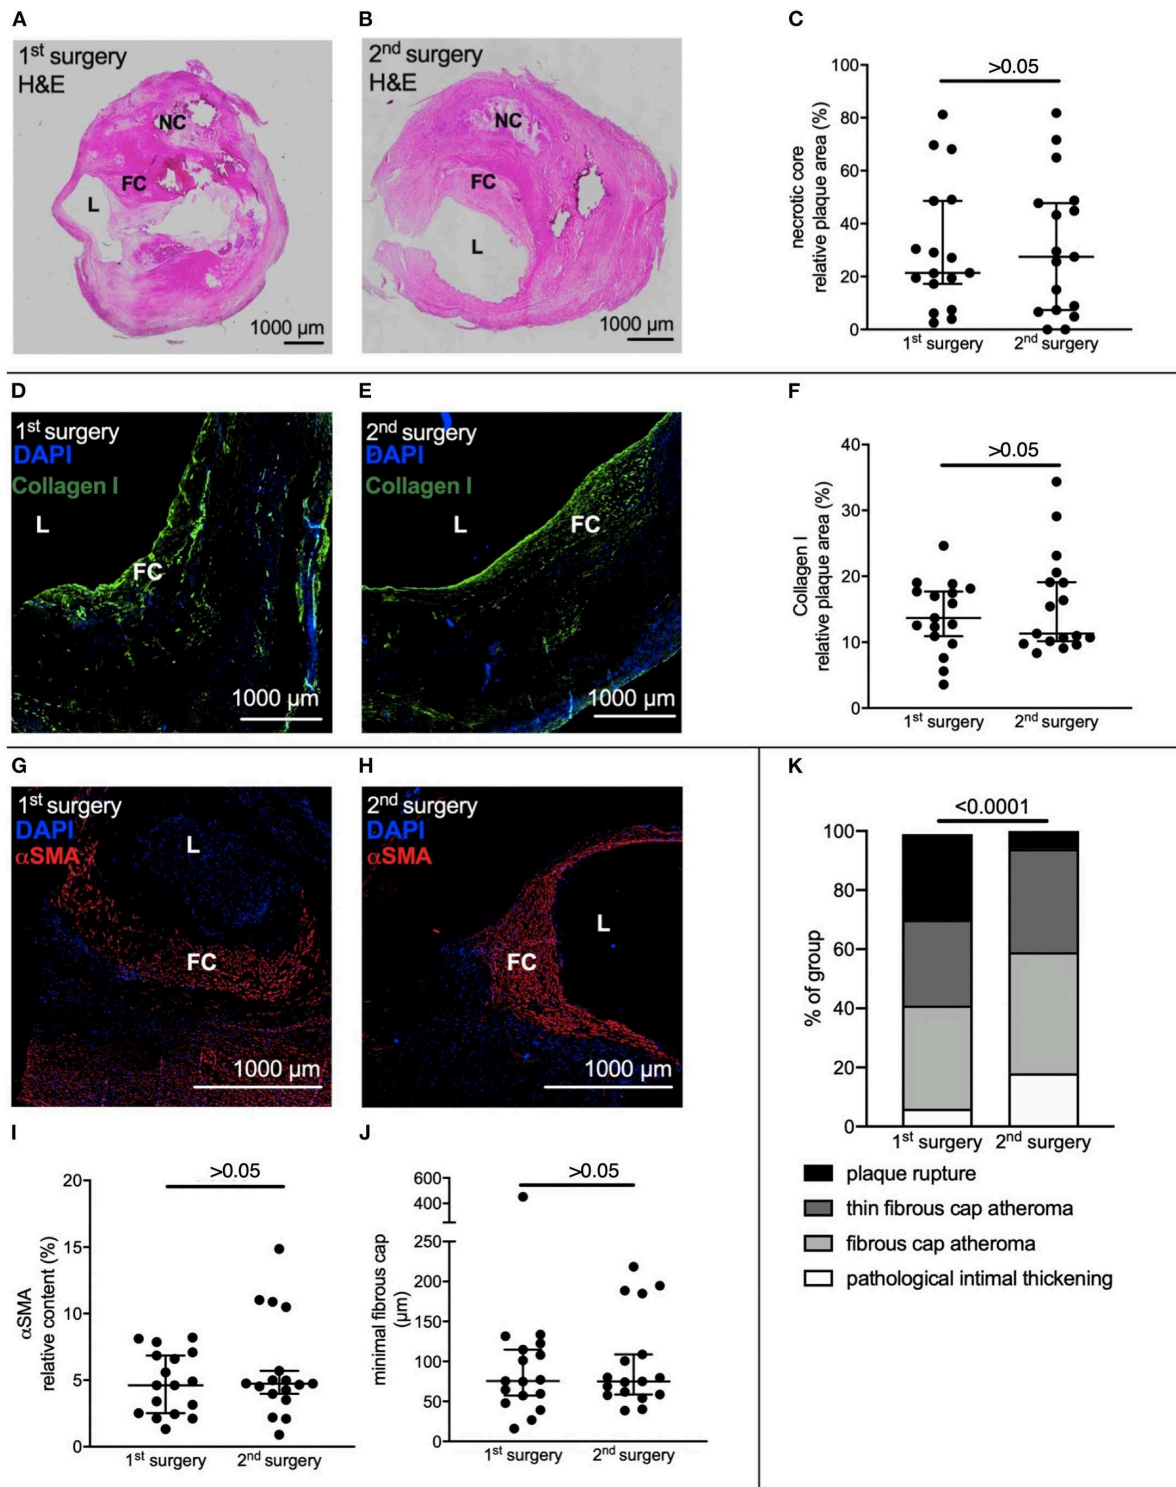 A
1st surgery
H&E
NC
FC
L
1000 µm
B
2nd surgery
H&E
NC
FC
L
1000 µm
C
>0.05
100
80
60
40
20
0
necrotic core
relative plaque area (%)
1st surgery
2nd surgery
D
1st surgery
DAPI
Collagen I
L
FC
1000 µm
E
2nd surgery
DAPI
Collagen I
L
FC
1000 µm
F
>0.05
40
30
20
10
0
Collagen I
relative plaque area (%)
1st surgery
2nd surgery
G
1st surgery
DAPI
αSMA
L
FC
1000 µm
H
2nd surgery
DAPI
αSMA
L
FC
1000 µm
I
>0.05
20
15
10
5
0
αSMA
relative content (%)
1st surgery
2nd surgery
J
>0.05
600
400
250
200
150
100
50
0
minimal fibrous cap
(µm)
1st surgery
2nd surgery
K
<0.0001
100
80
60
40
20
0
% of group
1st surgery
2nd surgery
plaque rupture
thin fibrous cap atheroma
fibrous cap atheroma
pathological intimal thickening